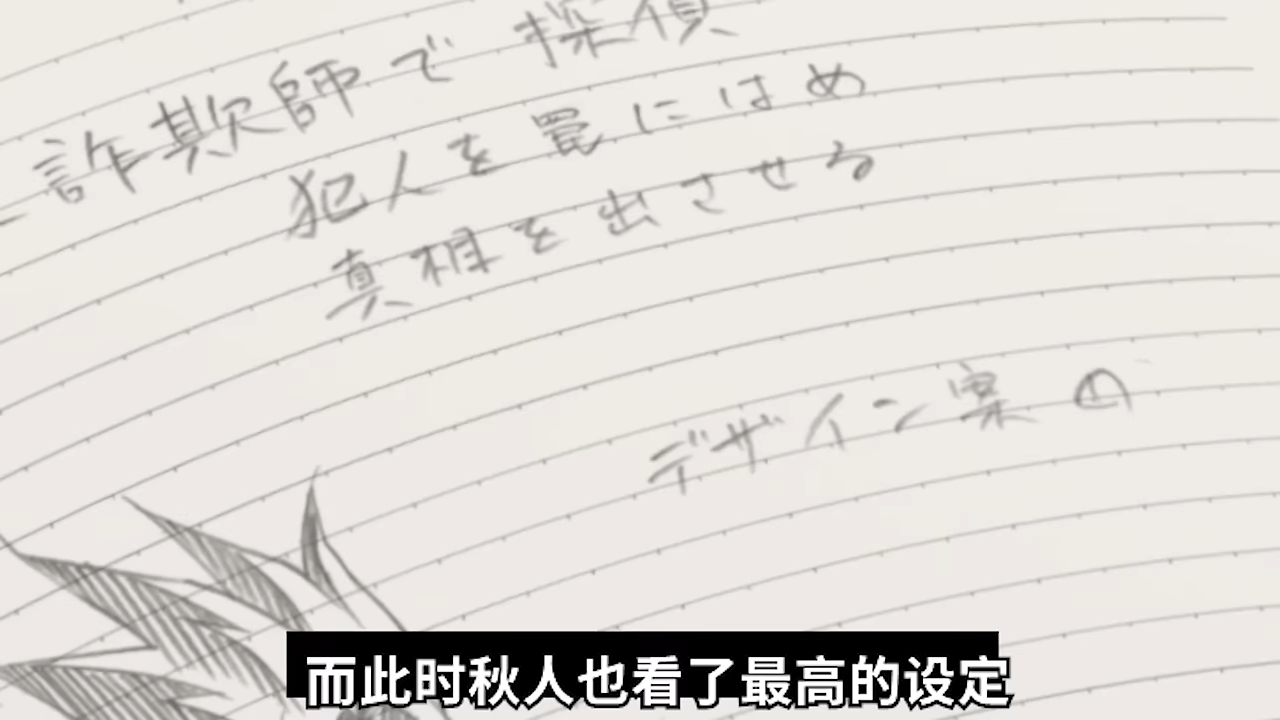 詐欺師で 探偵
犯人を罠にはめ
真相を出させる
デザイン案①
而此时秋人也看了最高的设定